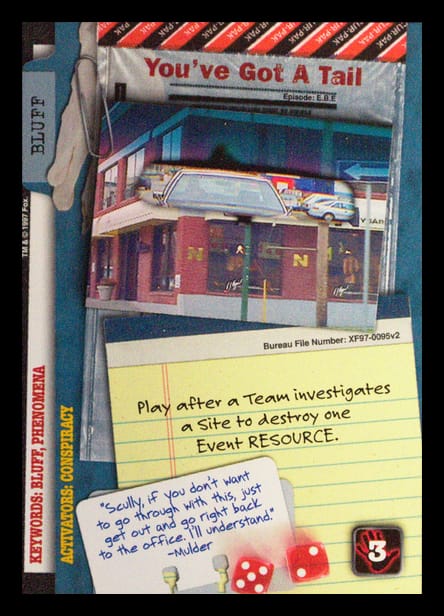 You've Got A Tail
Episode: E.B.E
BLUFF
TM & © 1997 Fox.
Bureau File Number: XF97-0095v2
Play after a Team investigates
a Site to destroy one
Event RESOURCE.
KEYWORDS: BLUFF, PHENOMENA
ACTIVATORS: CONSPIRACY
"Scully, if you don't want
to go through with this, just
get out and go right back
to the office. I'll understand."
-Mulder
3